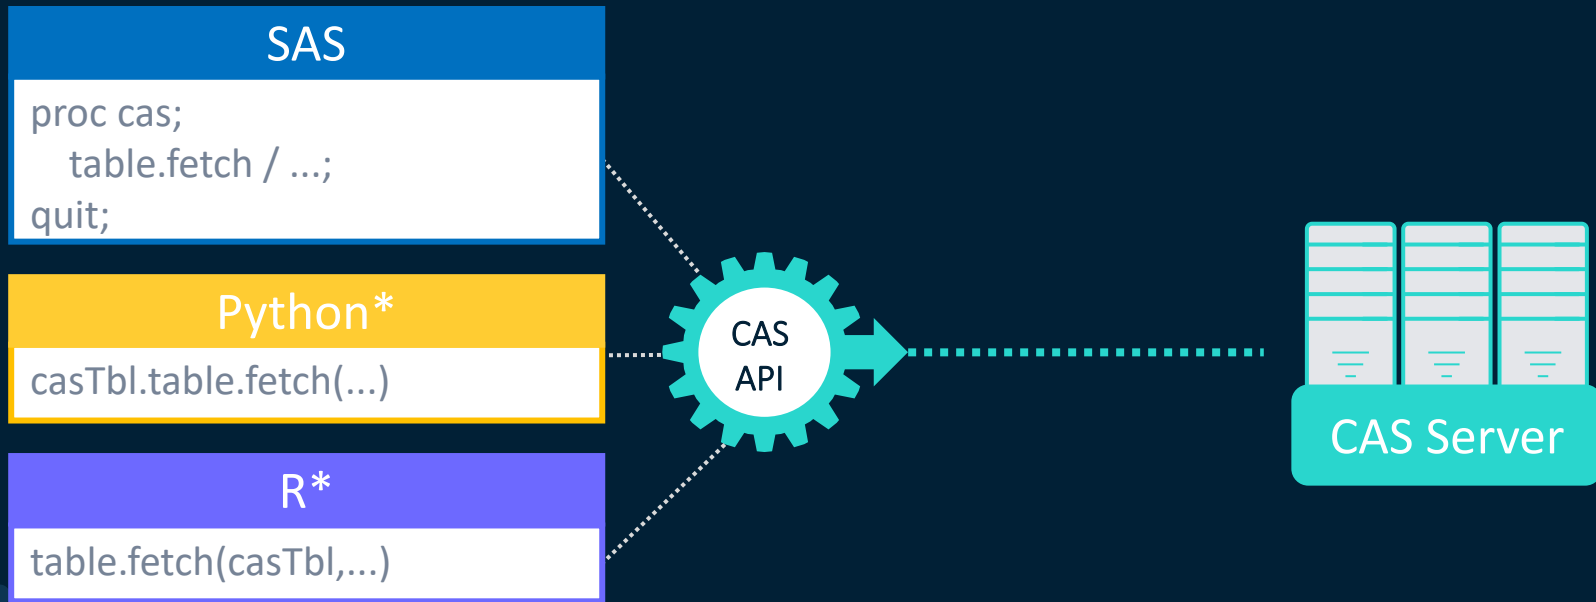 SAS
proc cas;
table.fetch / ...;
quit;
Python*
casTbl.table.fetch(...)
R*
table.fetch(casTbl,...)
CAS
API
CAS Server